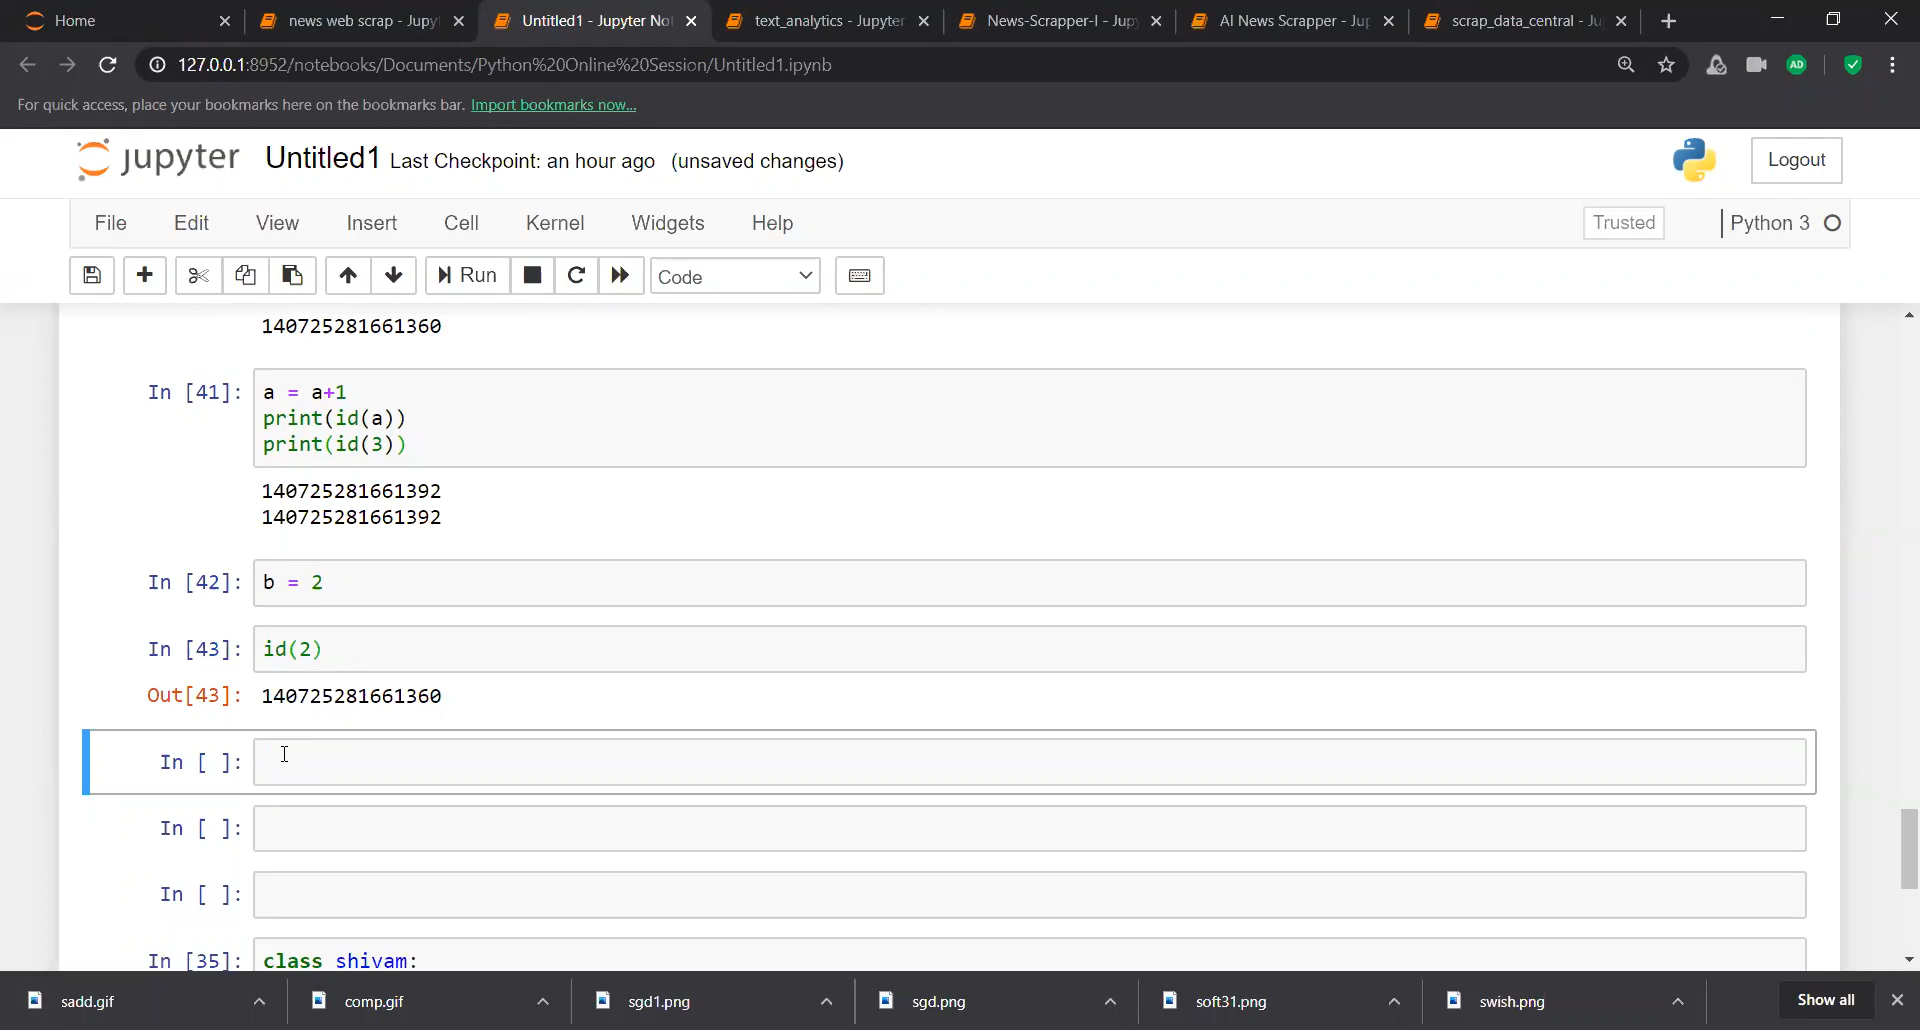 Home
news web scrap - Jupy
Untitled1 - Jupyter No
text_analytics - Jupyter
News-Scrapper-I - Jup
AI News Scrapper - Jup
scrap_data_central - Ju
127.0.0.1:8952/notebooks/Documents/Python%20Online%20Session/Untitled1.ipynb
AD
For quick access, place your bookmarks here on the bookmarks bar. Import bookmarks now...
jupyter Untitled1 Last Checkpoint: an hour ago (unsaved changes)
Logout
File Edit View Insert Cell Kernel Widgets Help
Trusted
Python 3
Run
Code
140725281661360
In [41]: a = a+1
print(id(a))
print(id(3))
140725281661392
140725281661392
In [42]: b = 2
In [43]: id(2)
Out[43]: 140725281661360
In [ ]:
In [ ]:
In [ ]:
In [35]: class shivam:
sadd.gif
comp.gif
sgd1.png
sgd.png
soft31.png
swish.png
Show all